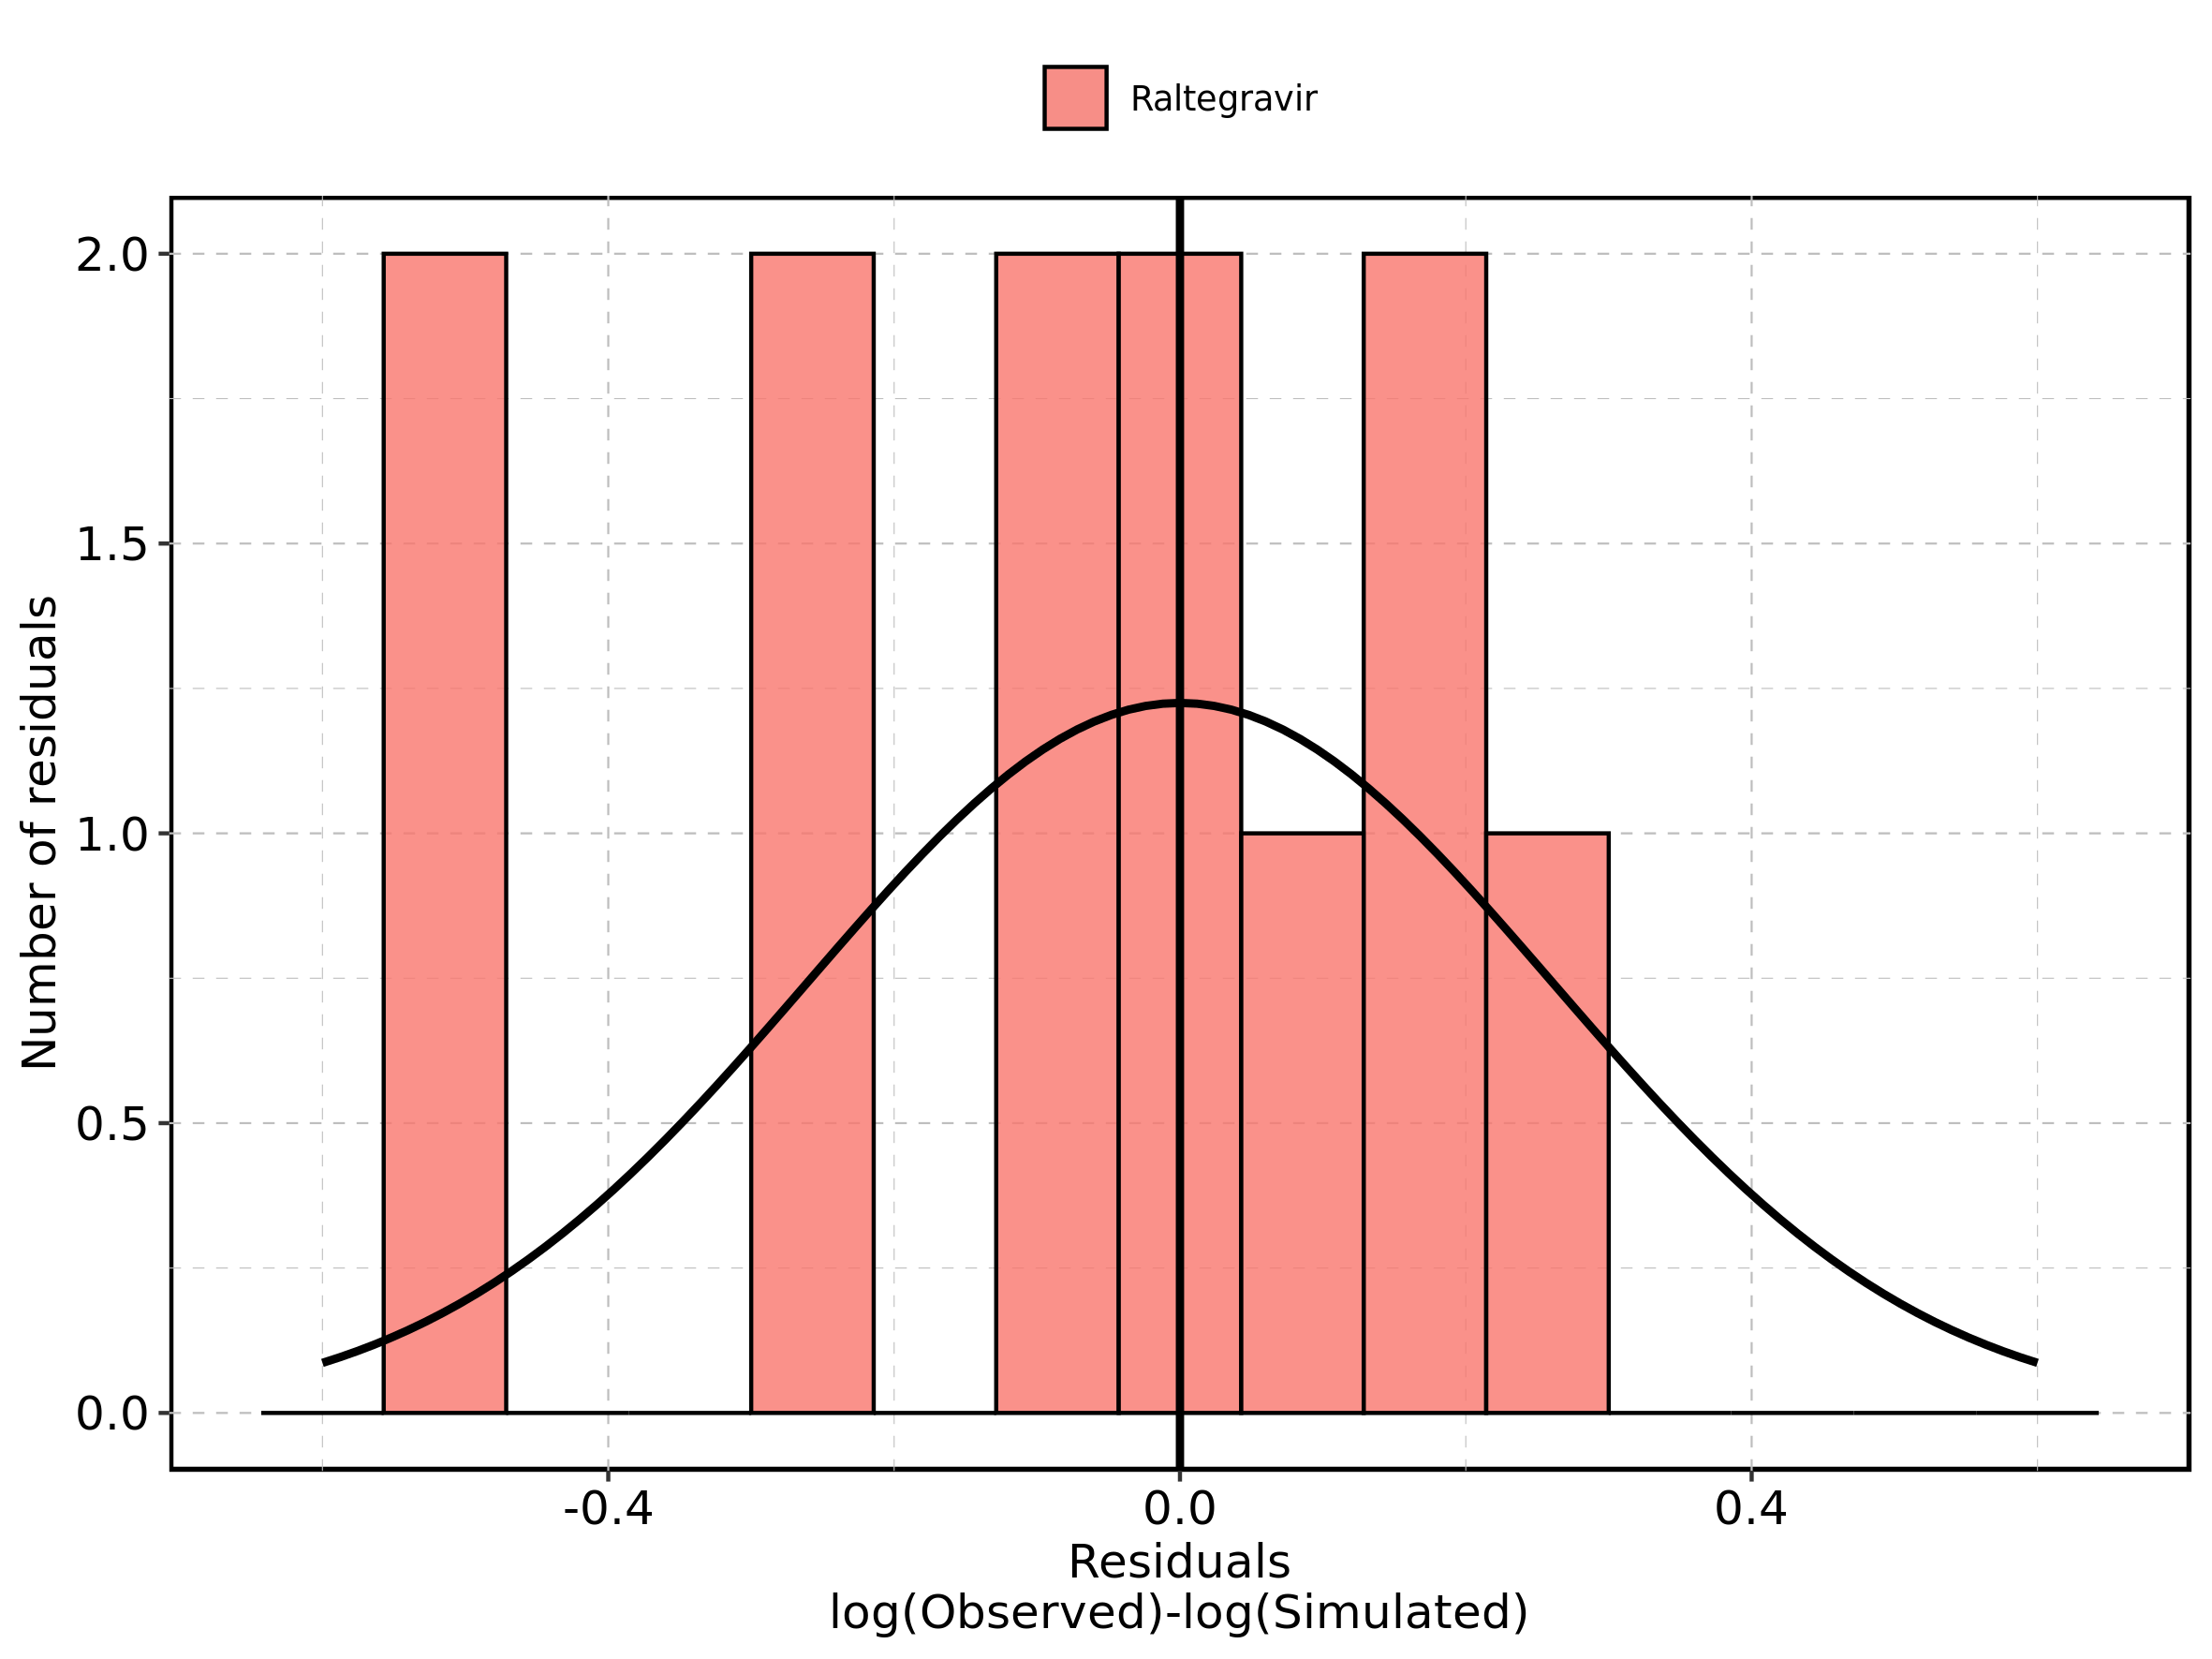 Raltegravir
2.0
1.5
1.0
0.5
0.0
Number of residuals
-0.4
0.0
0.4
Residuals
log(Observed)-log(Simulated)